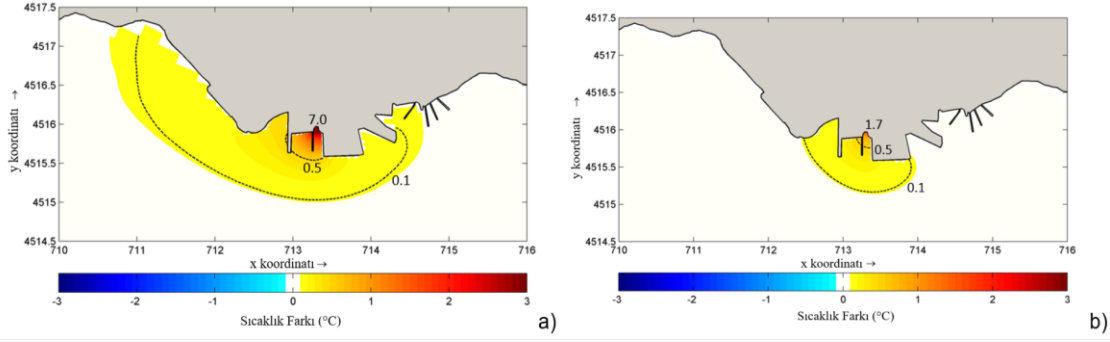 4517.5
4517
4516.5
4516
4515.5
4515
4514.5
y koordinatı →
7.0
0.5
0.1
710 711 712 713 714 715 716
x koordinatı →
-3 -2 -1 0 1 2 3
Sıcaklık Farkı (°C)
a)
4517.5
4517
4516.5
4516
4515.5
4515
4514.5
y koordinatı →
1.7
0.5
0.1
710 711 712 713 714 715 716
x koordinatı →
-3 -2 -1 0 1 2 3
Sıcaklık Farkı (°C)
b)